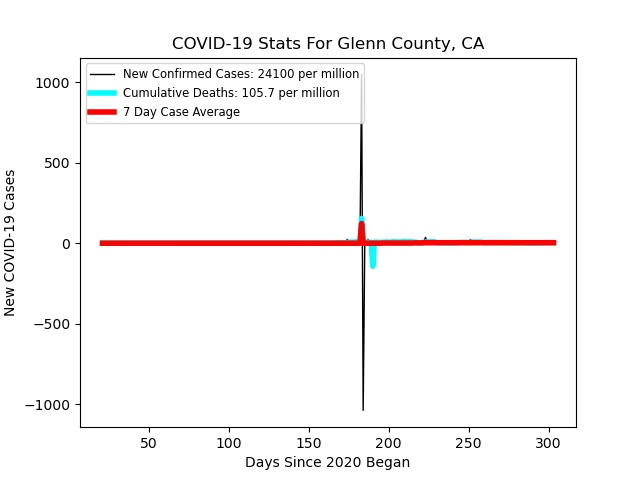 COVID-19 Stats For Glenn County, CA
New Confirmed Cases: 24100 per million
Cumulative Deaths: 105.7 per million
7 Day Case Average
1000
500
0
−500
−1000
New COVID-19 Cases
50 100 150 200 250 300
Days Since 2020 Began